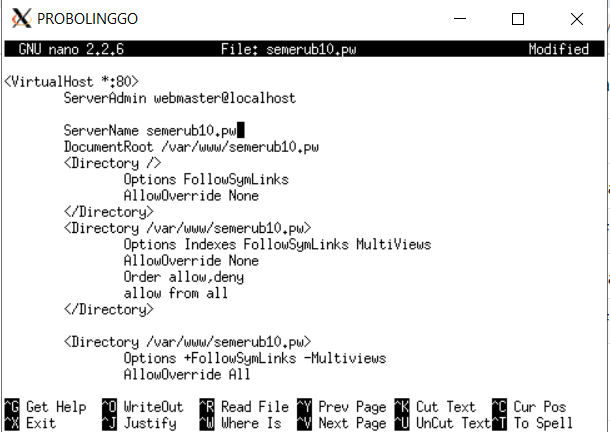 PROBOLINGGO
GNU nano 2.2.6 File: semerub10.pw Modified
<VirtualHost *:80>
ServerAdmin webmaster@localhost
ServerName semerub10.pw
DocumentRoot /var/www/semerub10.pw
<Directory />
Options FollowSymLinks
AllowOverride None
</Directory>
<Directory /var/www/semerub10.pw>
Options Indexes FollowSymLinks MultiViews
AllowOverride None
Order allow,deny
allow from all
</Directory>
<Directory /var/www/semerub10.pw>
Options +FollowSymLinks -Multiviews
AllowOverride All
^G Get Help ^O WriteOut ^R Read File ^Y Prev Page ^K Cut Text ^C Cur Pos
^X Exit ^J Justify ^W Where Is ^V Next Page ^U UnCut Text ^T To Spell